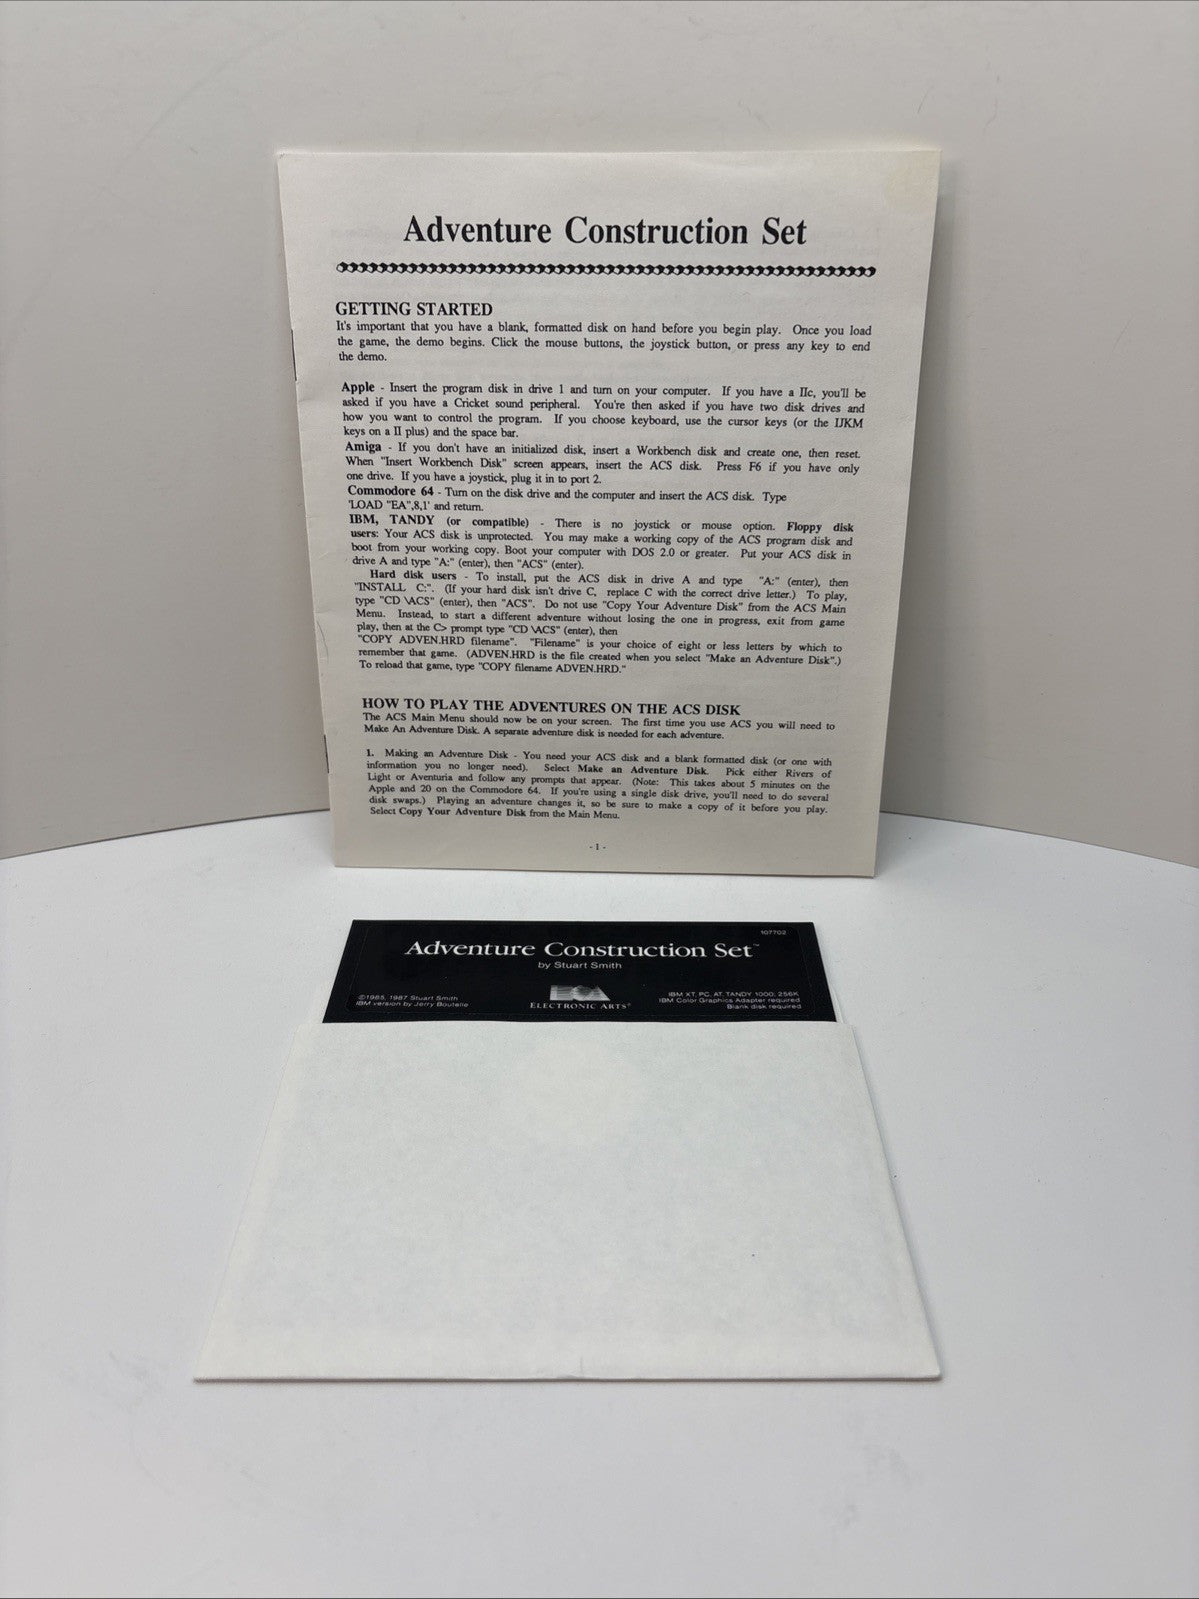 Adventure Construction Set
GETTING STARTED
It's important that you have a blank, formatted disk on hand before you begin play. Once you load
the game, the demo begins. Click the mouse buttons, the joystick button, or press any key to end
the demo.
Apple - Insert the program disk in drive 1 and turn on your computer. If you have a IIc, you'll be
asked if you have a Cricket sound peripheral. You're then asked if you have two disk drives and
how you want to control the program. If you choose keyboard, use the cursor keys (or the IJKM
keys on a II plus) and the space bar.
Amiga - If you don't have an initialized disk, insert a Workbench disk and create one, then reset.
When "Insert Workbench Disk" screen appears, insert the ACS disk. Press F6 if you have only
one drive. If you have a joystick, plug it in to port 2.
Commodore 64 - Turn on the disk drive and the computer and insert the ACS disk. Type
'LOAD "EA",8,1' and return.
IBM, TANDY (or compatible) - There is no joystick or mouse option. Floppy disk
users: Your ACS disk is unprotected. You may make a working copy of the ACS program disk and
boot from your working copy. Boot your computer with DOS 2.0 or greater. Put your ACS disk in
drive A and type "A:" (enter), then "ACS" (enter).
Hard disk users - To install, put the ACS disk in drive A and type "A:" (enter), then
"INSTALL C:". (If your hard disk isn't drive C, replace C with the correct drive letter.) To play,
type "CD \ACS" (enter), then "ACS". Do not use "Copy Your Adventure Disk" from the ACS Main
Menu. Instead, to start a different adventure without losing the one in progress, exit from game
play, then at the C> prompt type "CD \ACS" (enter), then
"COPY ADVEN.HRD filename". "Filename" is your choice of eight or less letters by which to
remember that game. (ADVEN.HRD is the file created when you select "Make an Adventure Disk".)
To reload that game, type "COPY filename ADVEN.HRD."
HOW TO PLAY THE ADVENTURES ON THE ACS DISK
The ACS Main Menu should now be on your screen. The first time you use ACS you will need to
Make An Adventure Disk. A separate adventure disk is needed for each adventure.
1. Making an Adventure Disk - You need your ACS disk and a blank formatted disk (or one with
information you no longer need). Select Make an Adventure Disk. Pick either Rivers of
Light or Aventuria and follow any prompts that appear. (Note: This takes about 5 minutes on the
Apple and 20 on the Commodore 64. If you're using a single disk drive, you'll need to do several
disk swaps.) Playing an adventure changes it, so be sure to make a copy of it before you play.
Select Copy Your Adventure Disk from the Main Menu.
- 1 -
107702
Adventure Construction Set™
by Stuart Smith
©1985, 1987 Stuart Smith
IBM version by Jerry Boutelle
ELECTRONIC ARTS®
IBM XT, PC, AT, TANDY 1000: 256K
IBM Color Graphics Adapter required
Blank disk required